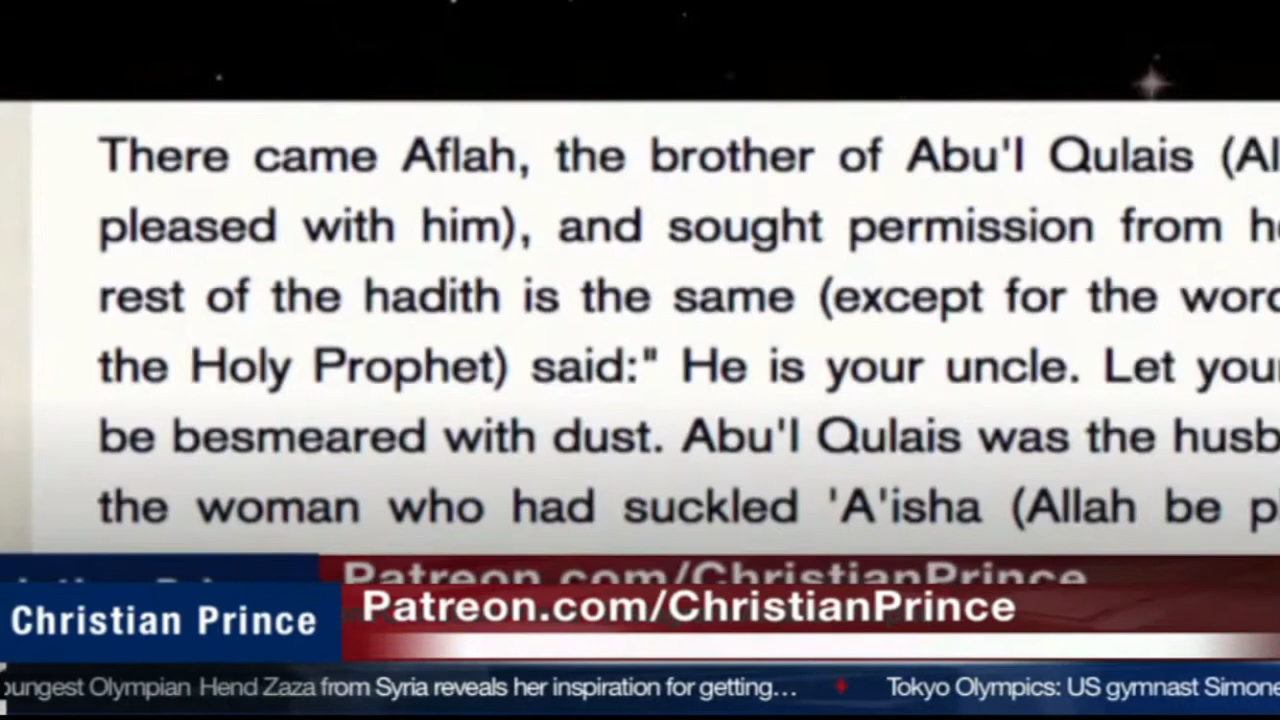 There came Aflah, the brother of Abu'l Qulais (Al
pleased with him), and sought permission from he
rest of the hadith is the same (except for the word
the Holy Prophet) said:" He is your uncle. Let your
be besmeared with dust. Abu'l Qulais was the husb
the woman who had suckled 'A'isha (Allah be p
Patreon.com/ChristianPrince
Christian Prince
Patreon.com/ChristianPrince
oungest Olympian Hend Zaza from Syria reveals her inspiration for getting... Tokyo Olympics: US gymnast Simone